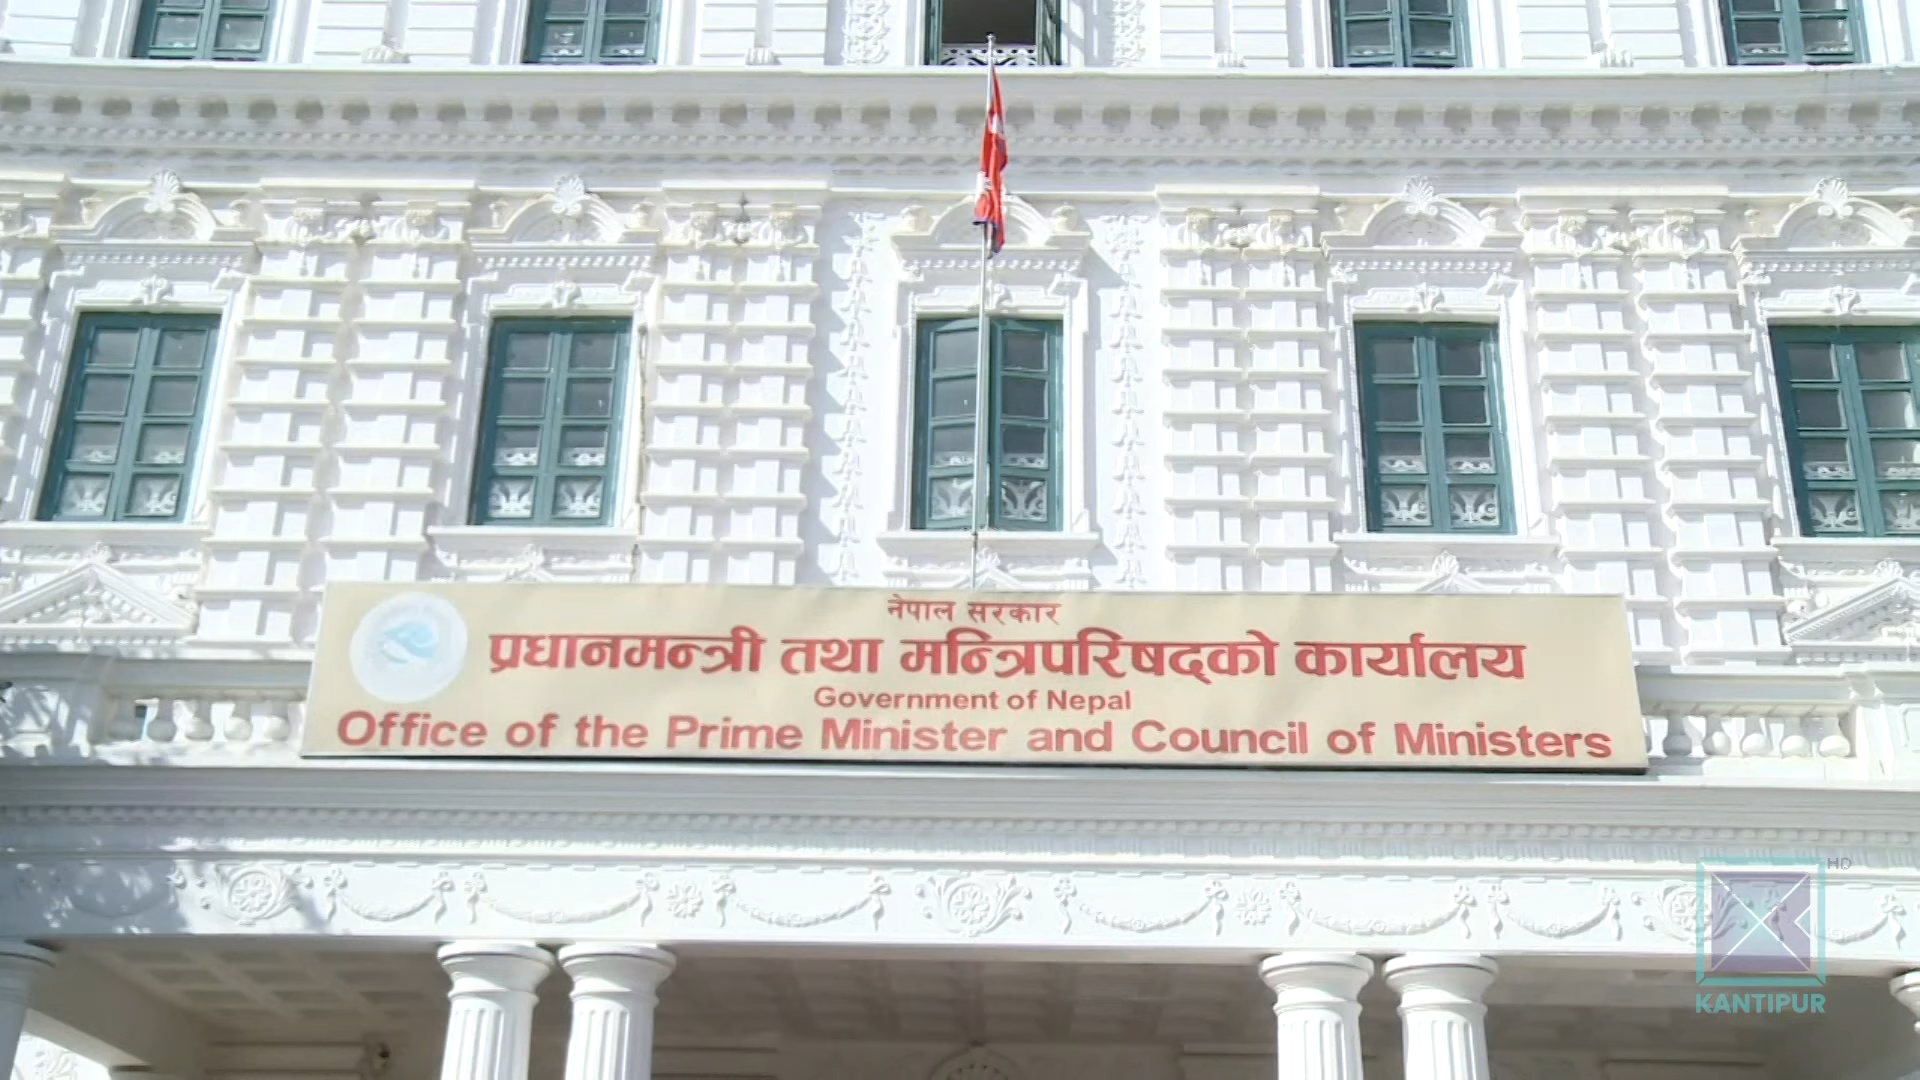 नेपाल सरकार
प्रधानमन्त्री तथा मन्त्रिपरिषद्को कार्यालय
Government of Nepal
Office of the Prime Minister and Council of Ministers
HD
KANTIPUR